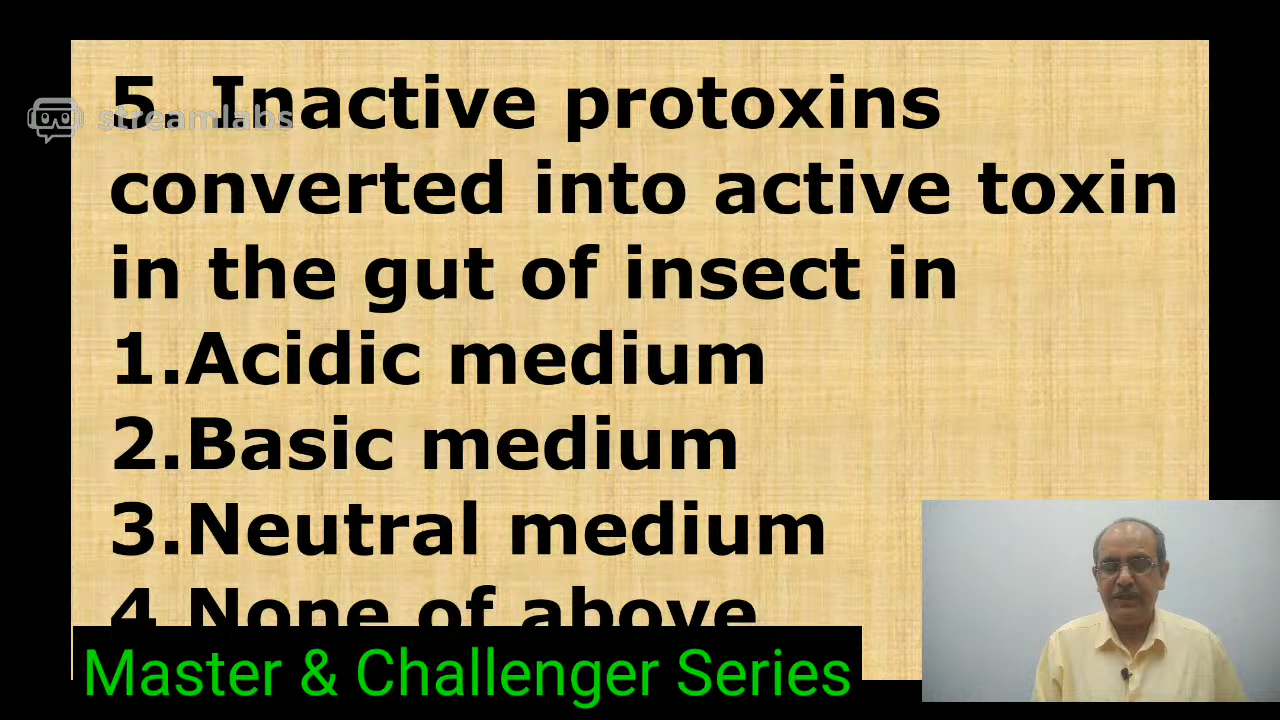 streamlabs
5. Inactive protoxins
converted into active toxin
in the gut of insect in
1.Acidic medium
2.Basic medium
3.Neutral medium
4.None of above
Master & Challenger Series